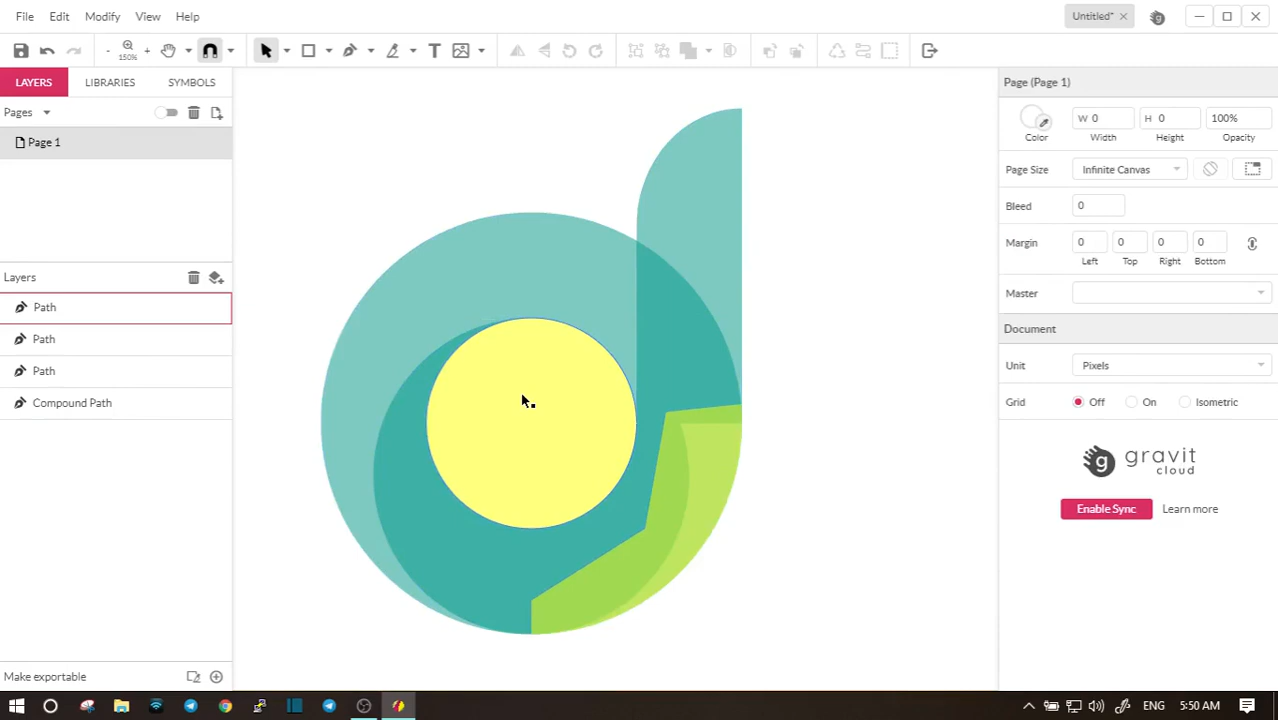 File Edit Modify View Help
Untitled*
150%
LAYERS LIBRARIES SYMBOLS
Pages
Page 1
Layers
Path
Path
Path
Compound Path
Make exportable
Page (Page 1)
W 0 H 0 100%
Color Width Height Opacity
Page Size Infinite Canvas
Bleed 0
Margin 0 0 0 0
Left Top Right Bottom
Master
Document
Unit Pixels
Grid Off On Isometric
g gravit
cloud
Enable Sync Learn more
ENG 5:50 AM